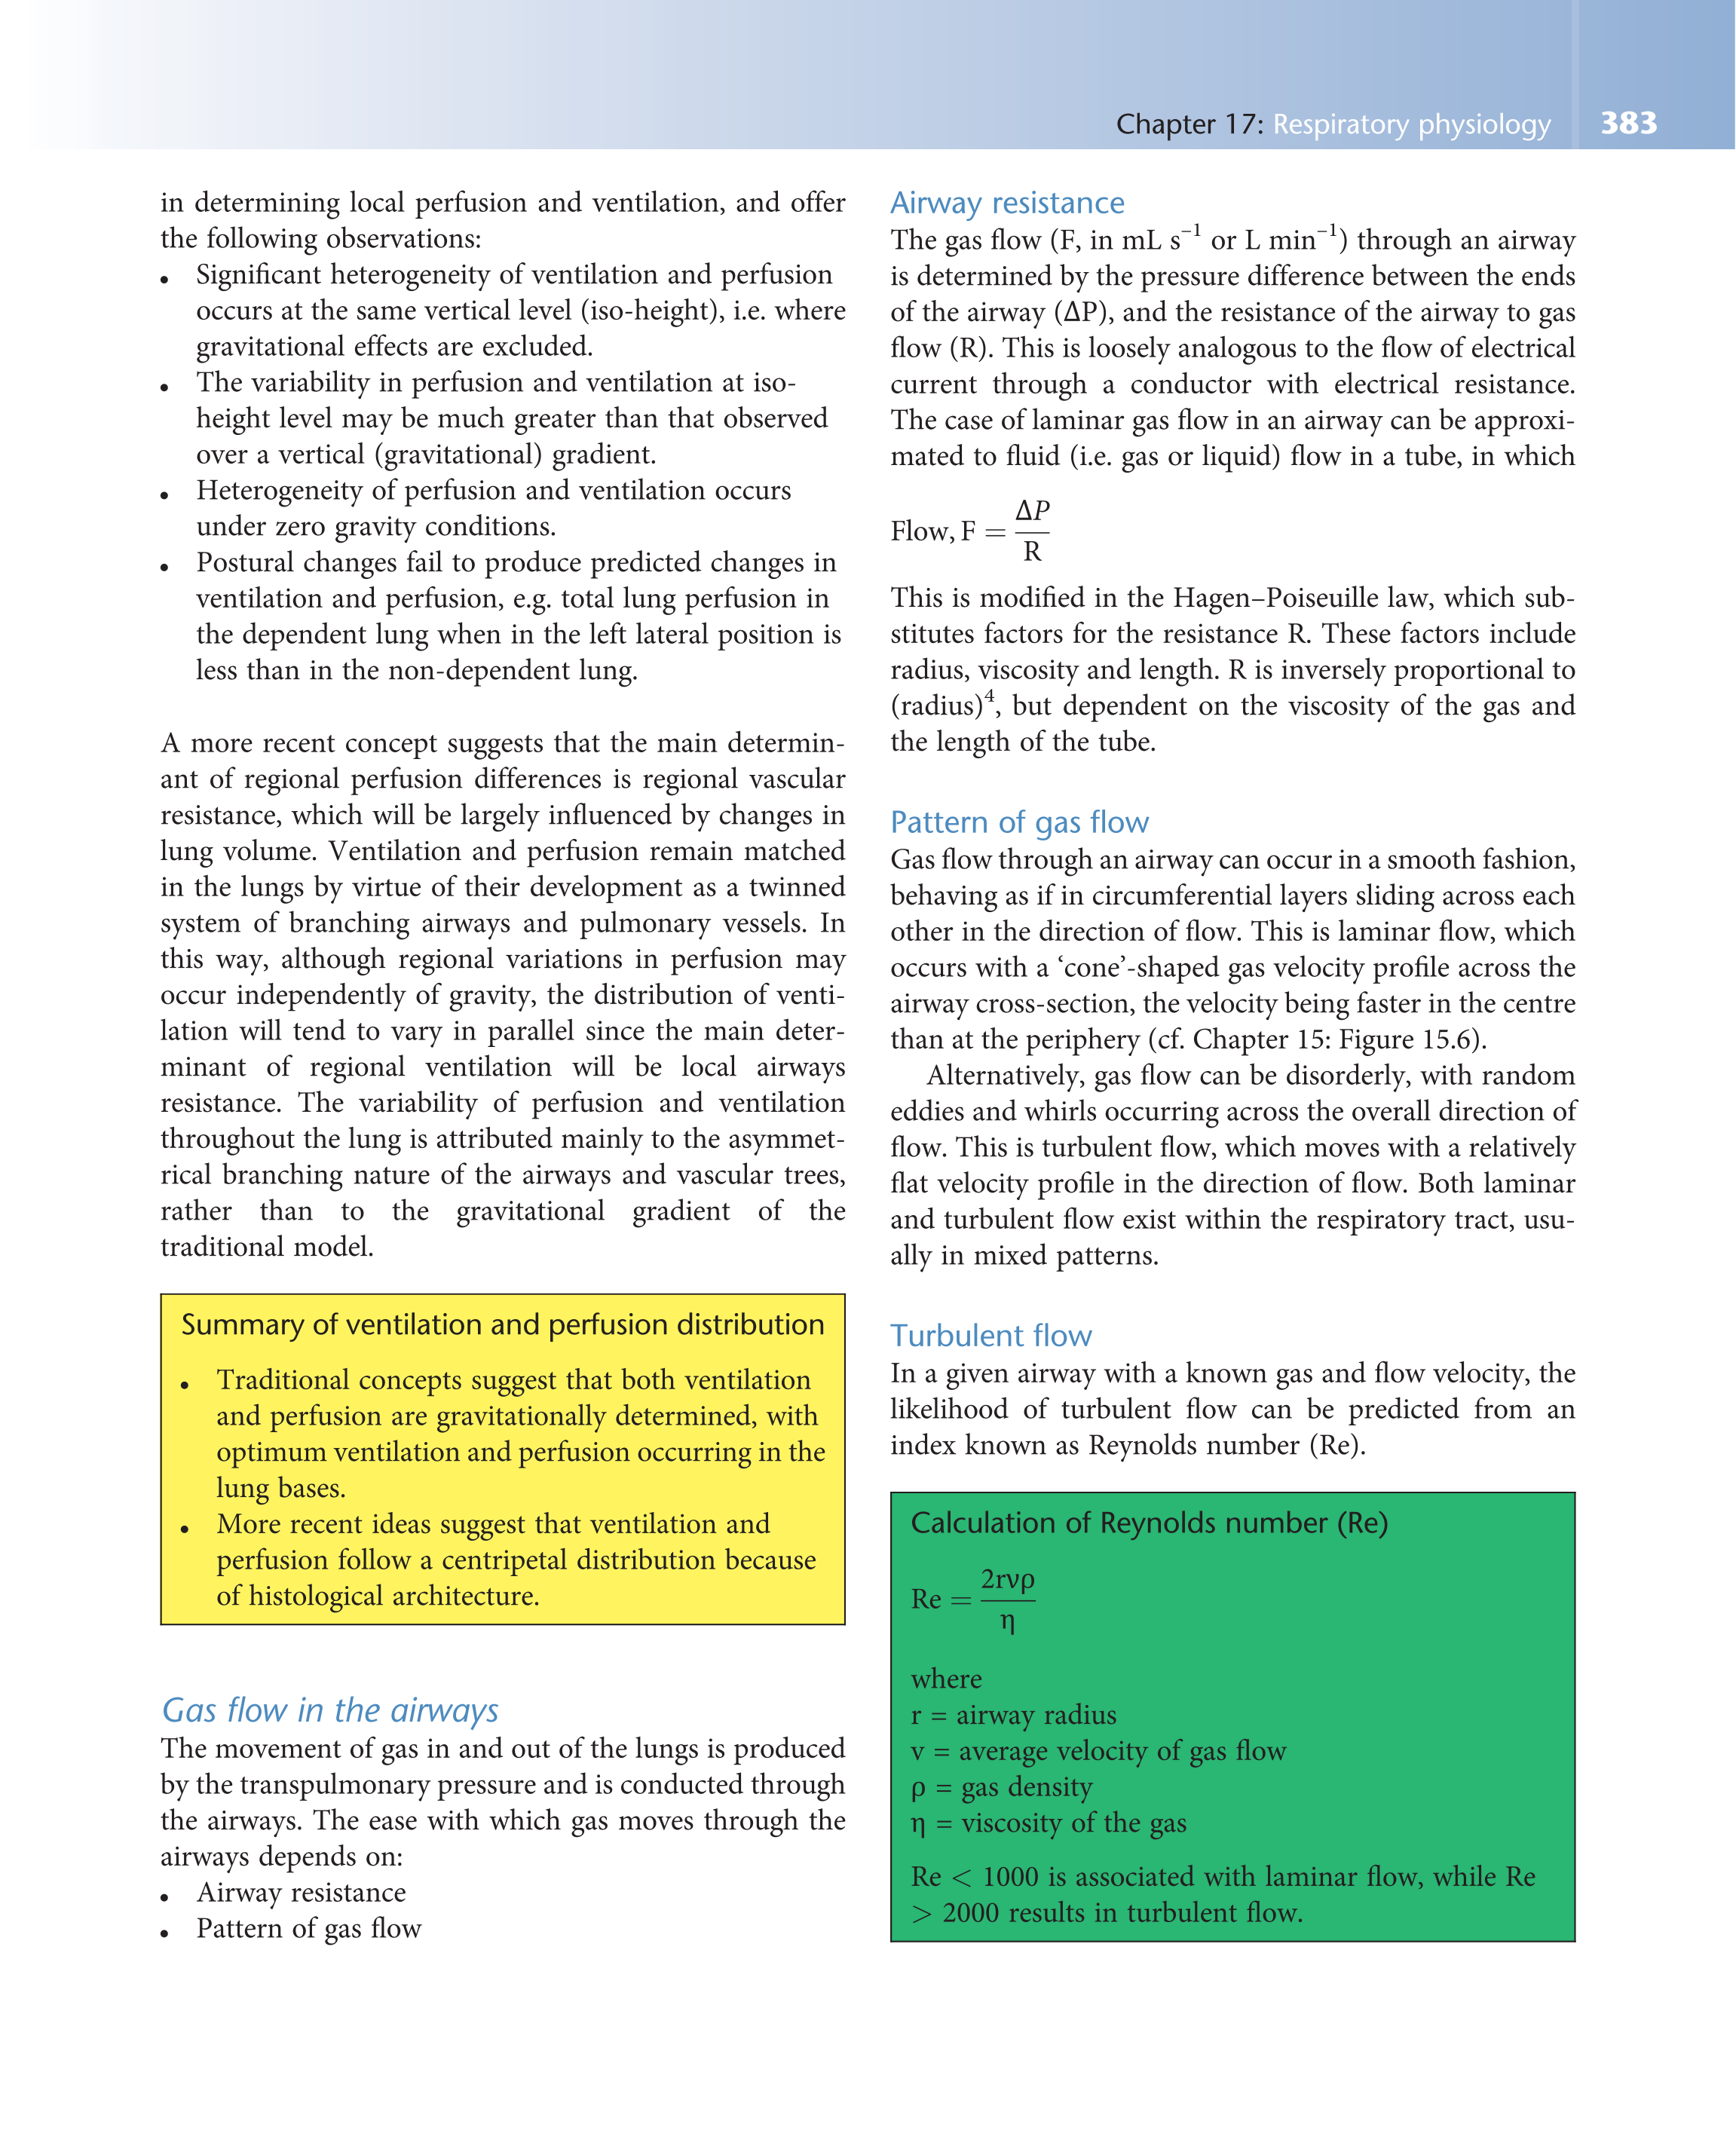 Chapter 17: Respiratory physiology 383
in determining local perfusion and ventilation, and offer
the following observations:
• Significant heterogeneity of ventilation and perfusion
occurs at the same vertical level (iso-height), i.e. where
gravitational effects are excluded.
• The variability in perfusion and ventilation at iso-
height level may be much greater than that observed
over a vertical (gravitational) gradient.
• Heterogeneity of perfusion and ventilation occurs
under zero gravity conditions.
• Postural changes fail to produce predicted changes in
ventilation and perfusion, e.g. total lung perfusion in
the dependent lung when in the left lateral position is
less than in the non-dependent lung.
A more recent concept suggests that the main determin-
ant of regional perfusion differences is regional vascular
resistance, which will be largely influenced by changes in
lung volume. Ventilation and perfusion remain matched
in the lungs by virtue of their development as a twinned
system of branching airways and pulmonary vessels. In
this way, although regional variations in perfusion may
occur independently of gravity, the distribution of venti-
lation will tend to vary in parallel since the main deter-
minant of regional ventilation will be local airways
resistance. The variability of perfusion and ventilation
throughout the lung is attributed mainly to the asymmet-
rical branching nature of the airways and vascular trees,
rather than to the gravitational gradient of the
traditional model.
Summary of ventilation and perfusion distribution
• Traditional concepts suggest that both ventilation
and perfusion are gravitationally determined, with
optimum ventilation and perfusion occurring in the
lung bases.
• More recent ideas suggest that ventilation and
perfusion follow a centripetal distribution because
of histological architecture.
Gas flow in the airways
The movement of gas in and out of the lungs is produced
by the transpulmonary pressure and is conducted through
the airways. The ease with which gas moves through the
airways depends on:
• Airway resistance
• Pattern of gas flow
Airway resistance
The gas flow (F, in mL s⁻¹ or L min⁻¹) through an airway
is determined by the pressure difference between the ends
of the airway (ΔP), and the resistance of the airway to gas
flow (R). This is loosely analogous to the flow of electrical
current through a conductor with electrical resistance.
The case of laminar gas flow in an airway can be approxi-
mated to fluid (i.e. gas or liquid) flow in a tube, in which
Flow, F = ΔP / R
This is modified in the Hagen–Poiseuille law, which sub-
stitutes factors for the resistance R. These factors include
radius, viscosity and length. R is inversely proportional to
(radius)⁴, but dependent on the viscosity of the gas and
the length of the tube.
Pattern of gas flow
Gas flow through an airway can occur in a smooth fashion,
behaving as if in circumferential layers sliding across each
other in the direction of flow. This is laminar flow, which
occurs with a ‘cone’-shaped gas velocity profile across the
airway cross-section, the velocity being faster in the centre
than at the periphery (cf. Chapter 15: Figure 15.6).
Alternatively, gas flow can be disorderly, with random
eddies and whirls occurring across the overall direction of
flow. This is turbulent flow, which moves with a relatively
flat velocity profile in the direction of flow. Both laminar
and turbulent flow exist within the respiratory tract, usu-
ally in mixed patterns.
Turbulent flow
In a given airway with a known gas and flow velocity, the
likelihood of turbulent flow can be predicted from an
index known as Reynolds number (Re).
Calculation of Reynolds number (Re)
Re = 2rνρ / η
where
r = airway radius
v = average velocity of gas flow
ρ = gas density
η = viscosity of the gas
Re < 1000 is associated with laminar flow, while Re
> 2000 results in turbulent flow.